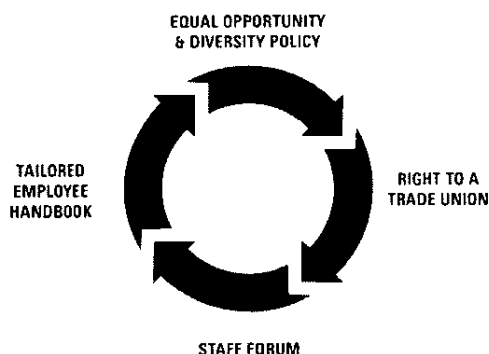 EQUAL OPPORTUNITY
& DIVERSITY POLICY
TAILORED
EMPLOYEE
HANDBOOK
RIGHT TO A
TRADE UNION
STAFF FORUM